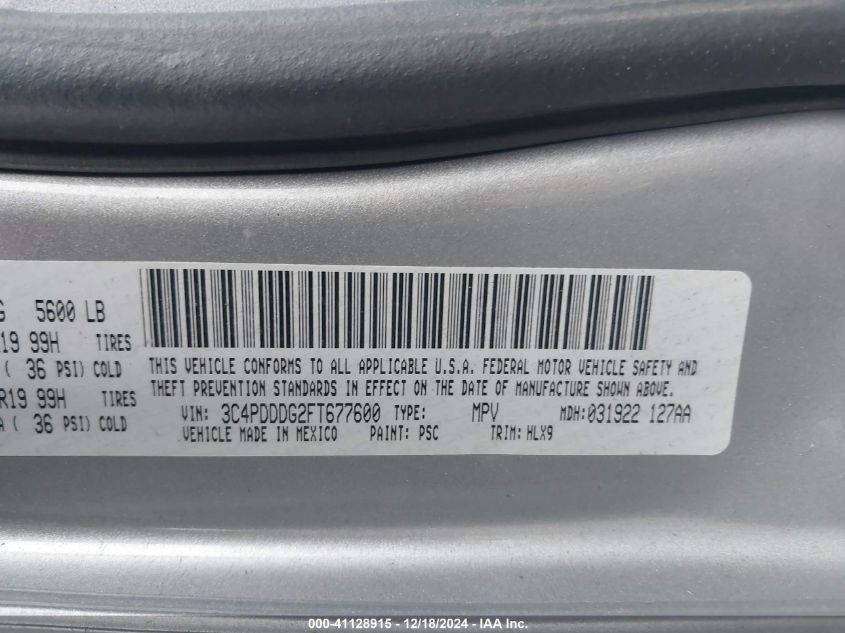 G 5600 LB
R19 99H TIRES
( 36 PSI) COLD
R19 99H TIRES
A ( 36 PSI) COLD
THIS VEHICLE CONFORMS TO ALL APPLICABLE U.S.A. FEDERAL MOTOR VEHICLE SAFETY AND
THEFT PREVENTION STANDARDS IN EFFECT ON THE DATE OF MANUFACTURE SHOWN ABOVE.
VIN: 3C4PDDDG2FT677600 TYPE: MPV MDH: 031922 127AA
VEHICLE MADE IN MEXICO PAINT: PSC TRIM: HLX9
000-41128915 - 12/18/2024 - IAA Inc.